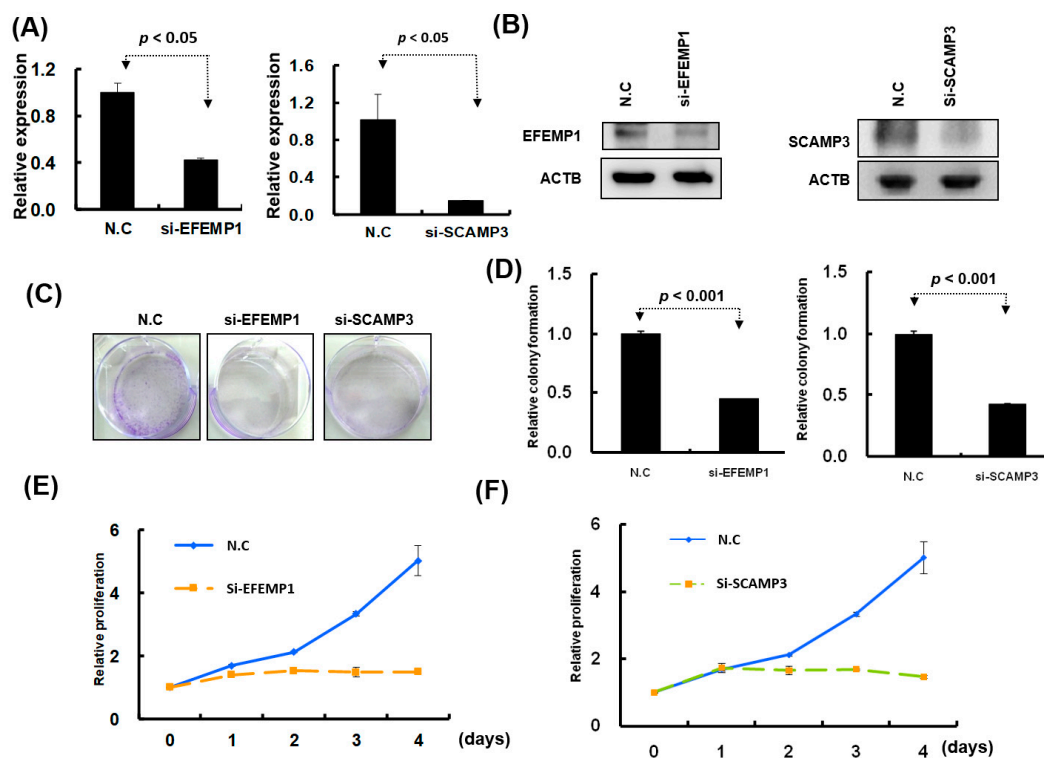 (A)
p < 0.05
Relative expression
1.2
0.8
0.4
0.0
N.C
si-EFEMP1
p < 0.05
Relative expression
1.6
1.2
0.8
0.4
0.0
N.C
si-SCAMP3
(B)
N.C
si-EFEMP1
EFEMP1
ACTB
N.C
Si-SCAMP3
SCAMP3
ACTB
(C)
N.C
si-EFEMP1
si-SCAMP3
(D)
p < 0.001
Relative colony formation
1.5
1.0
0.5
0.0
N.C
si-EFEMP1
p < 0.001
Relative colony formation
1.5
1.0
0.5
0.0
N.C
si-SCAMP3
(E)
Relative proliferation
6
4
2
0
N.C
Si-EFEMP1
0 1 2 3 4 (days)
(F)
Relative proliferation
6
4
2
0
N.C
Si-SCAMP3
0 1 2 3 4 (days)